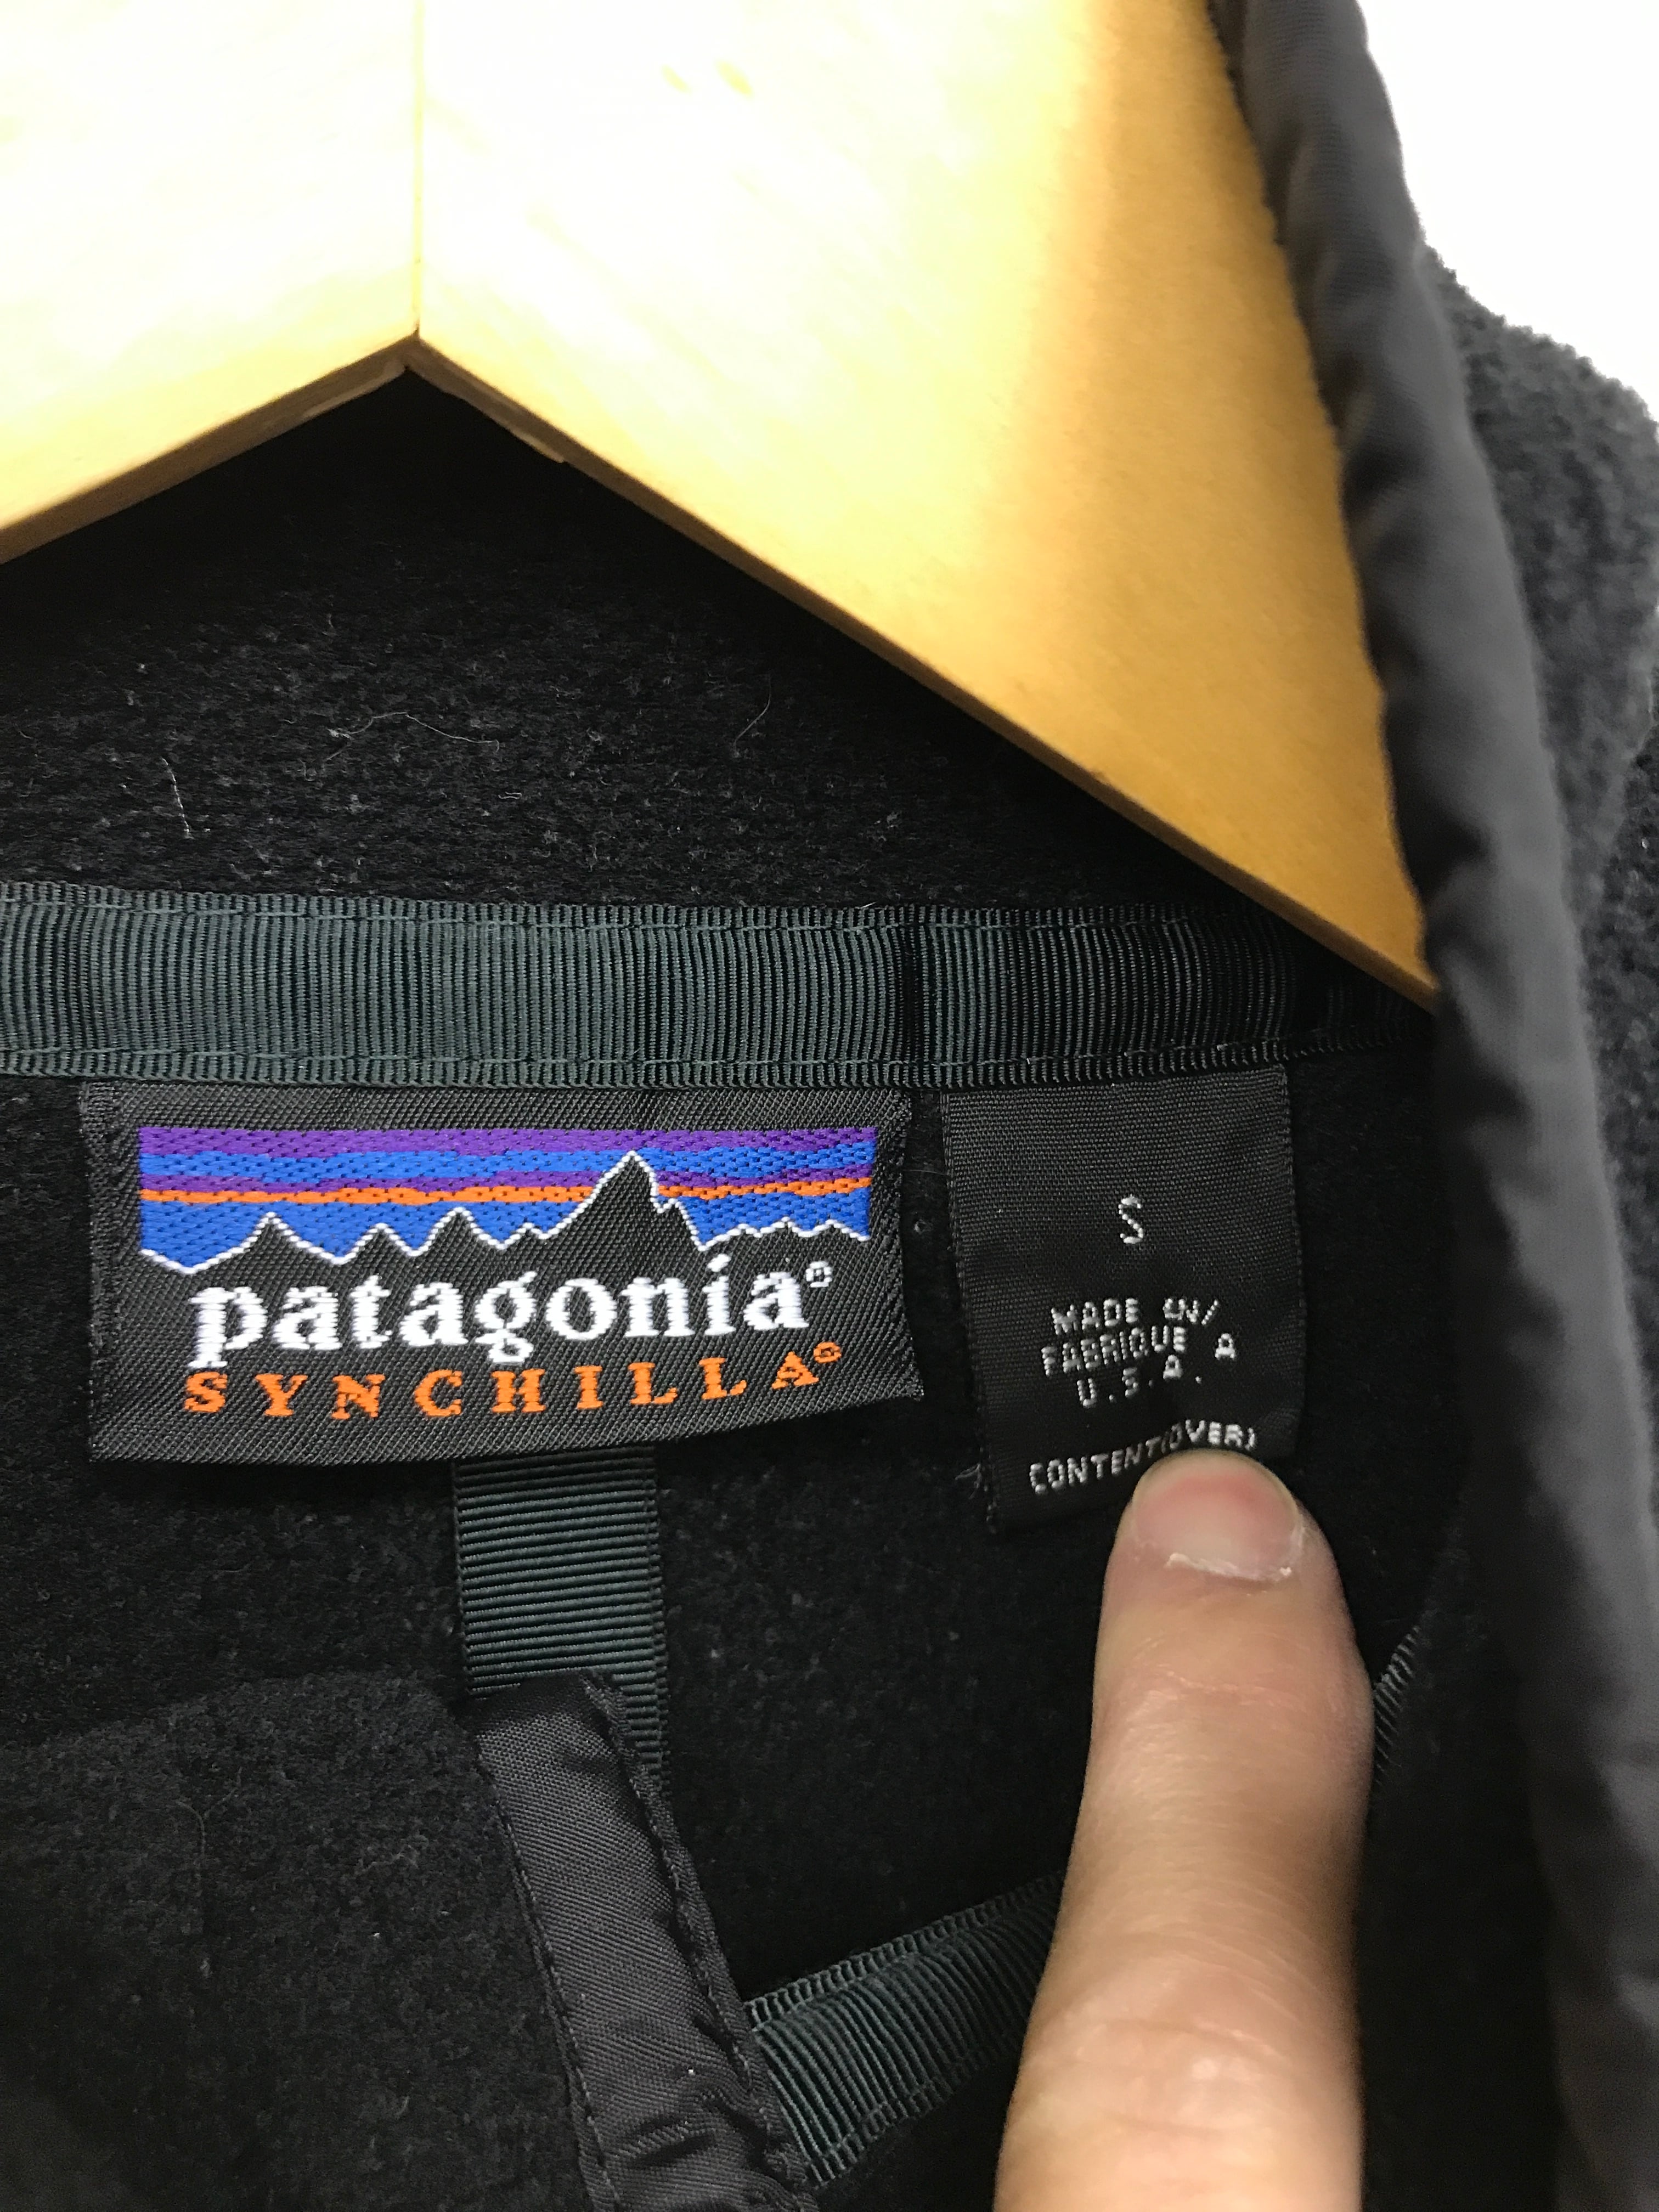 patagonia®
SYNCHILLA®
S
MADE IN/
FABRIQUE A
U.S.A.
CONTENT(OVER)